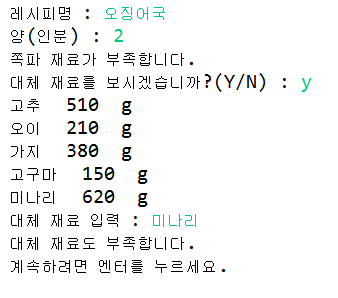 레시피명 : 오징어국
양(인분) : 2
쪽파 재료가 부족합니다.
대체 재료를 보시겠습니까?(Y/N) : y
고추 510 g
오이 210 g
가지 380 g
고구마 150 g
미나리 620 g
대체 재료 입력 : 미나리
대체 재료도 부족합니다.
계속하려면 엔터를 누르세요.